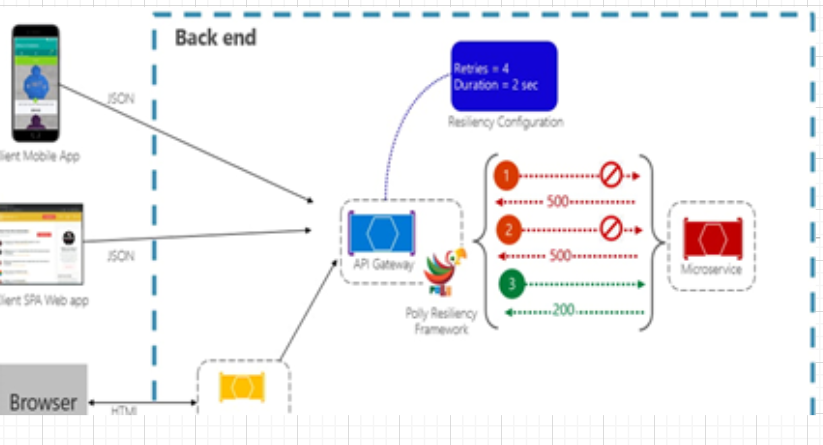 Back end
Retries = 4
Duration = 2 sec
Resiliency Configuration
JSON
lient Mobile App
1
500
2
500
3
200
API Gateway
Microservice
Polly Resiliency
Framework
JSON
lient SPA Web app
Browser
HTML